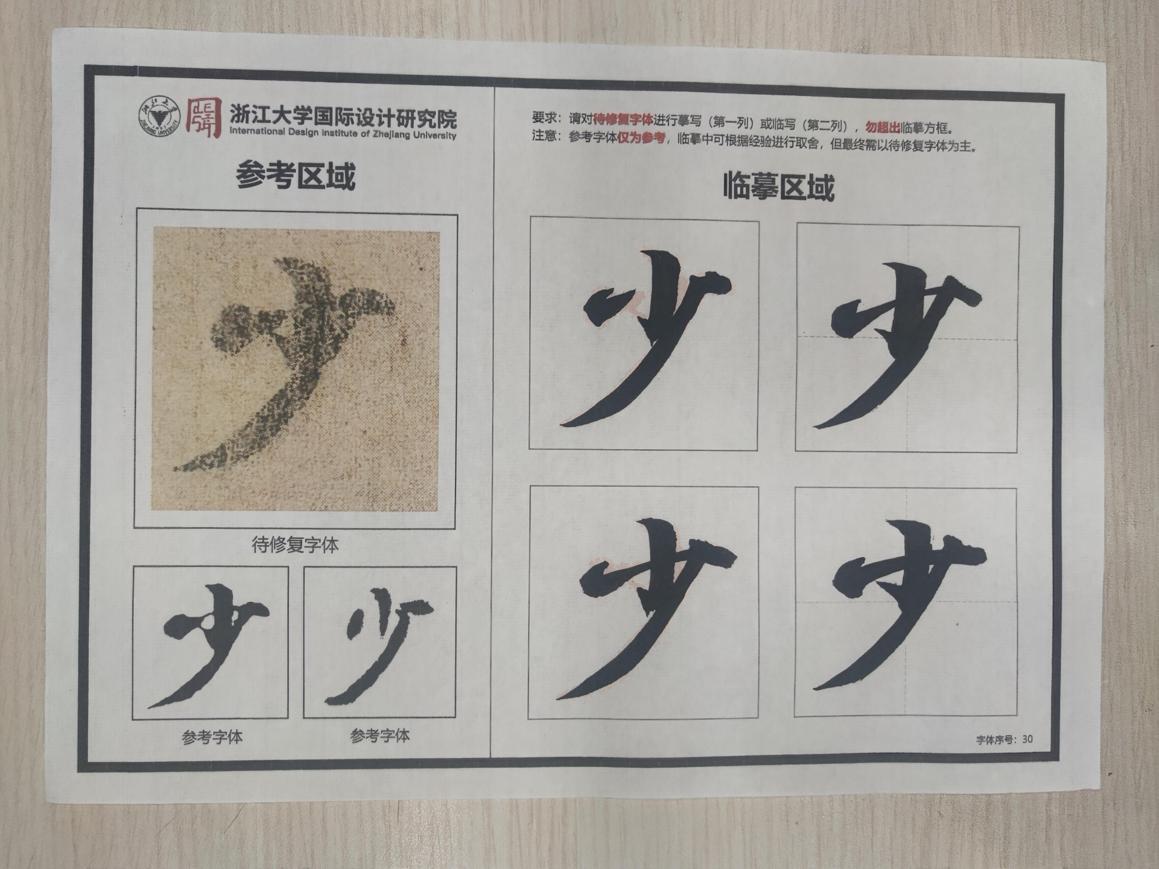 浙江大学国际设计研究院
International Design Institute of Zhejiang University
参考区域
少
待修复字体
少
少
参考字体
参考字体
要求：请对待修复字体进行摹写（第一列）或临写（第二列），勿超出临摹方框。
注意：参考字体仅为参考，临摹中可根据经验进行取舍，但最终需以待修复字体为主。
临摹区域
少
少
少
少
字体序号：30